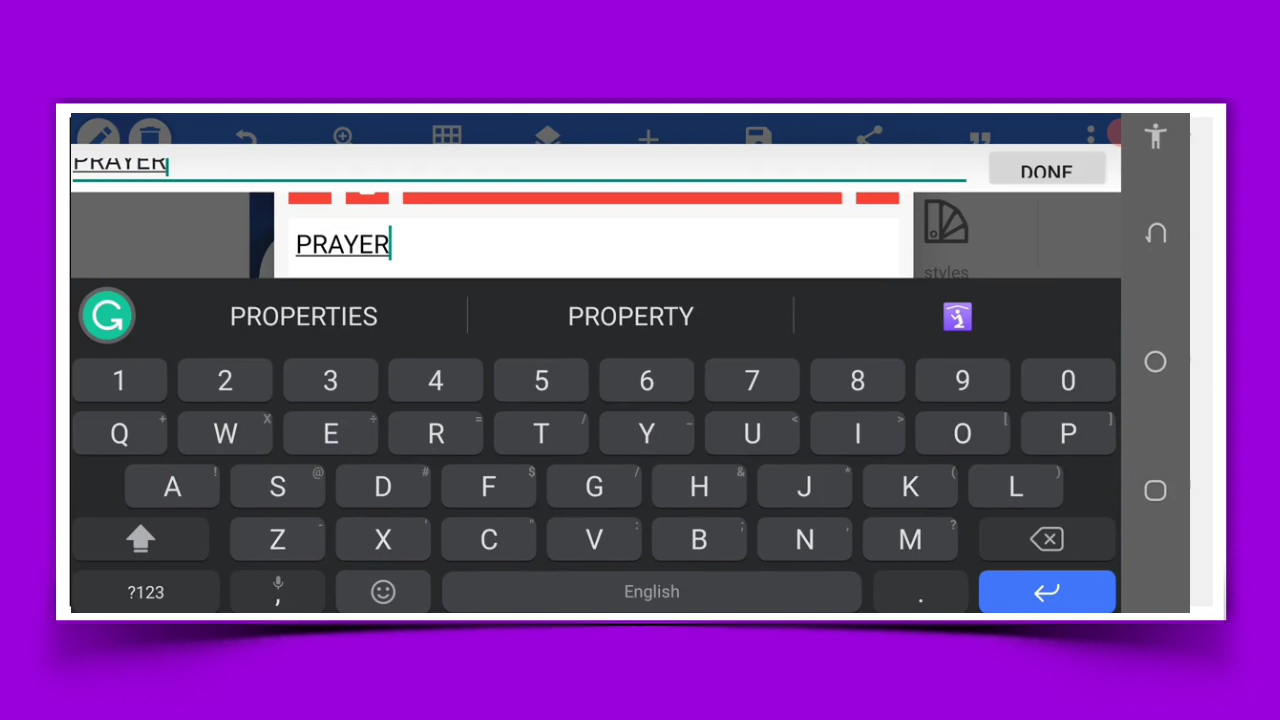 PRAYER
DONE
PRAYER
styles
PROPERTIES PROPERTY
1 2 3 4 5 6 7 8 9 0
Q + W X E ÷ R = T / Y _ U < I > O [ P ]
A ! S @ D # F $ G / H & J * K ( L )
Z - X ' C " V : B ; N , M ?
?123 , English .